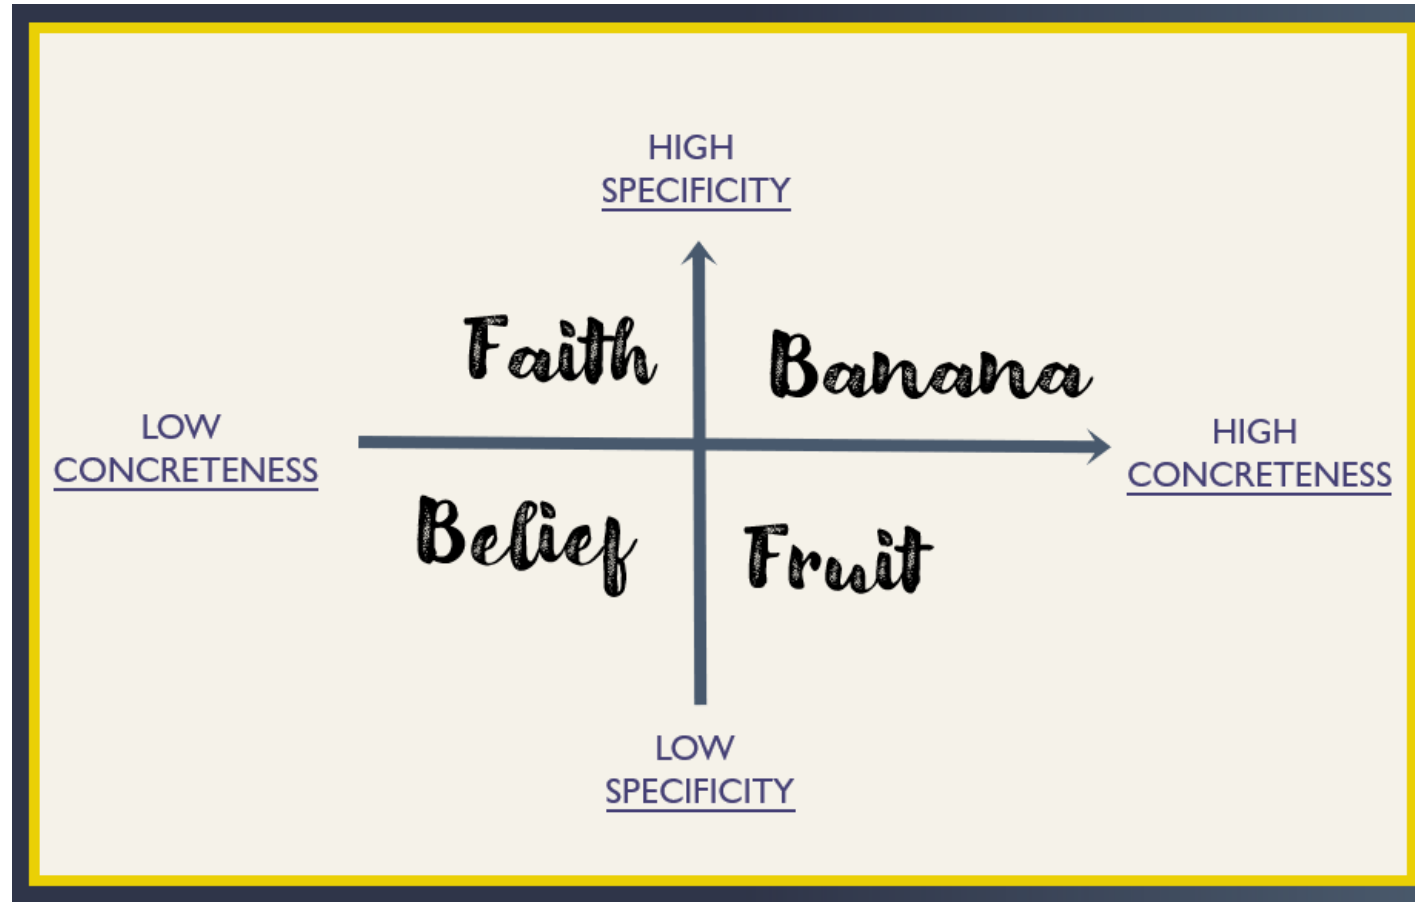 HIGH
SPECIFICITY
Faith
Banana
LOW
CONCRETENESS
HIGH
CONCRETENESS
Belief
Fruit
LOW
SPECIFICITY